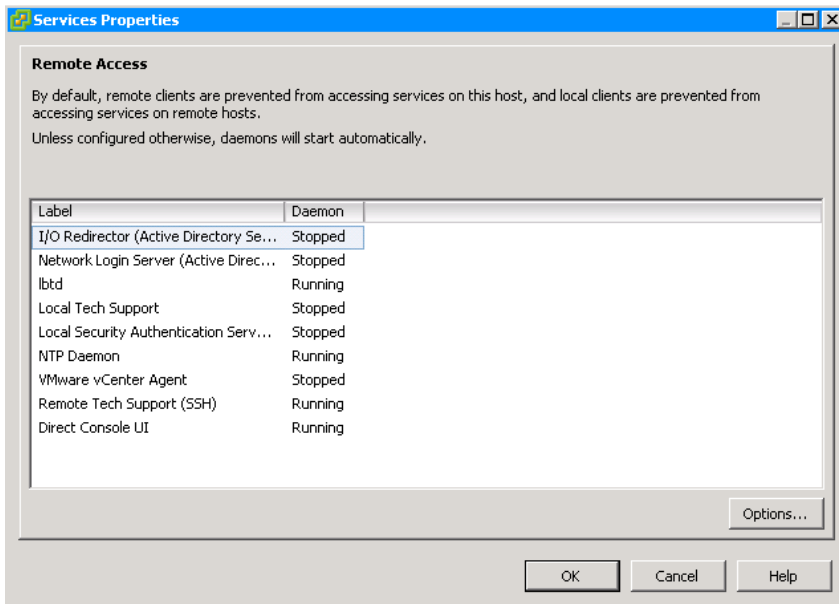 Services Properties
Remote Access
By default, remote clients are prevented from accessing services on this host, and local clients are prevented from
accessing services on remote hosts.
Unless configured otherwise, daemons will start automatically.
Label Daemon
I/O Redirector (Active Directory Se... Stopped
Network Login Server (Active Direc... Stopped
lbtd Running
Local Tech Support Stopped
Local Security Authentication Serv... Stopped
NTP Daemon Running
VMware vCenter Agent Stopped
Remote Tech Support (SSH) Running
Direct Console UI Running
Options...
OK Cancel Help